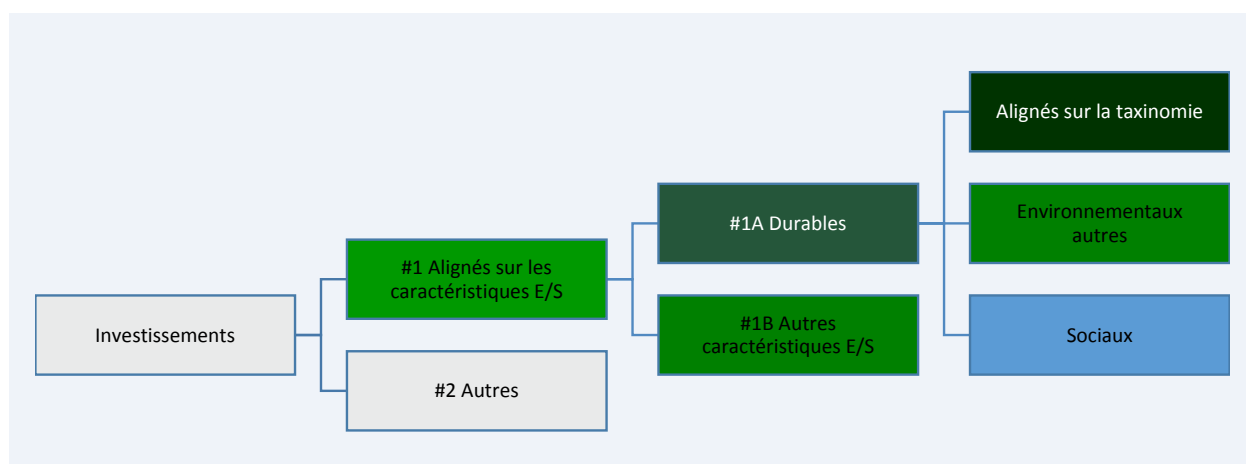 Investissements
#1 Alignés sur les
caractéristiques E/S
#2 Autres
#1A Durables
#1B Autres
caractéristiques E/S
Alignés sur la taxinomie
Environnementaux
autres
Sociaux